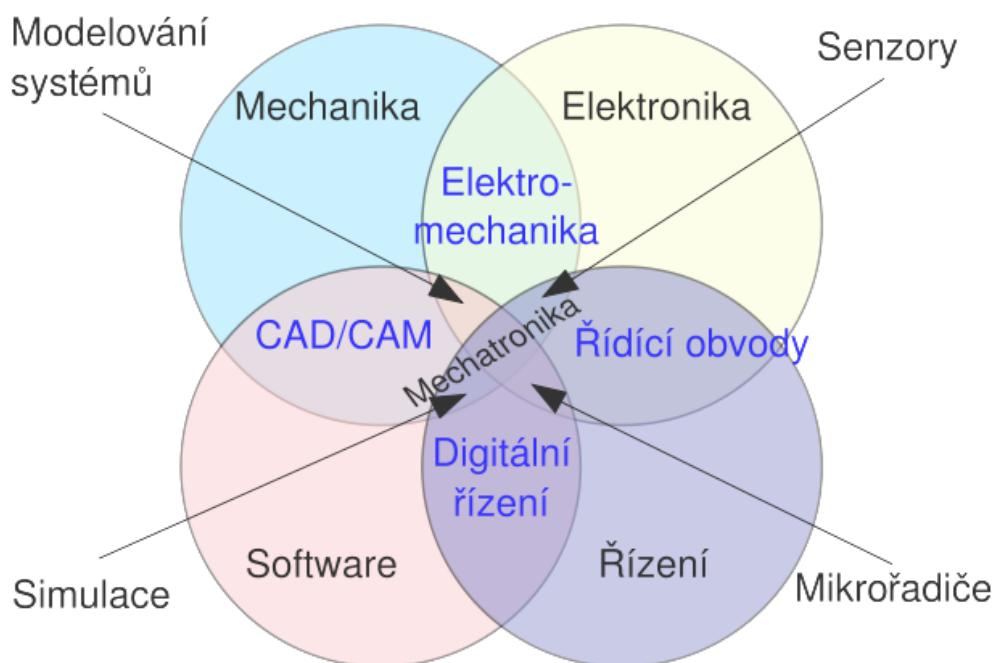 Modelování
systémů
Senzory
Mechanika
Elektronika
Elektro-
mechanika
CAD/CAM
Mechatronika
Řídící obvody
Digitální
řízení
Software
Řízení
Simulace
Mikrořadiče